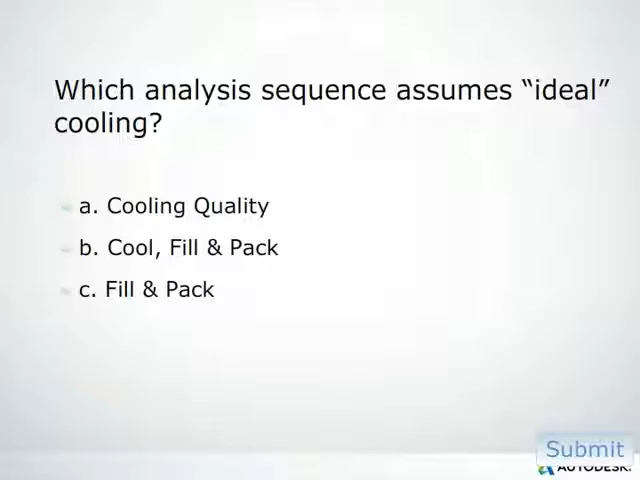 Which analysis sequence assumes “ideal”
cooling?
a. Cooling Quality
b. Cool, Fill & Pack
c. Fill & Pack
Submit
AUTODESK.